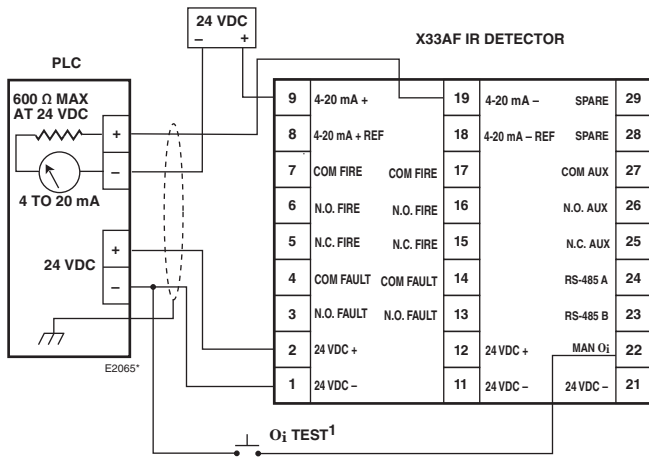 24 VDC
– +
X33AF IR DETECTOR
PLC
600 Ω MAX
AT 24 VDC
+
–
4 TO 20 mA
24 VDC
+
–
E2065*
9 4-20 mA + 19 4-20 mA – SPARE 29
8 4-20 mA + REF 18 4-20 mA – REF SPARE 28
7 COM FIRE COM FIRE 17 COM AUX 27
6 N.O. FIRE N.O. FIRE 16 N.O. AUX 26
5 N.C. FIRE N.C. FIRE 15 N.C. AUX 25
4 COM FAULT COM FAULT 14 RS-485 A 24
3 N.O. FAULT N.O. FAULT 13 RS-485 B 23
2 24 VDC + 12 24 VDC + MAN Oi 22
1 24 VDC – 11 24 VDC – 24 VDC – 21
Oi TEST1